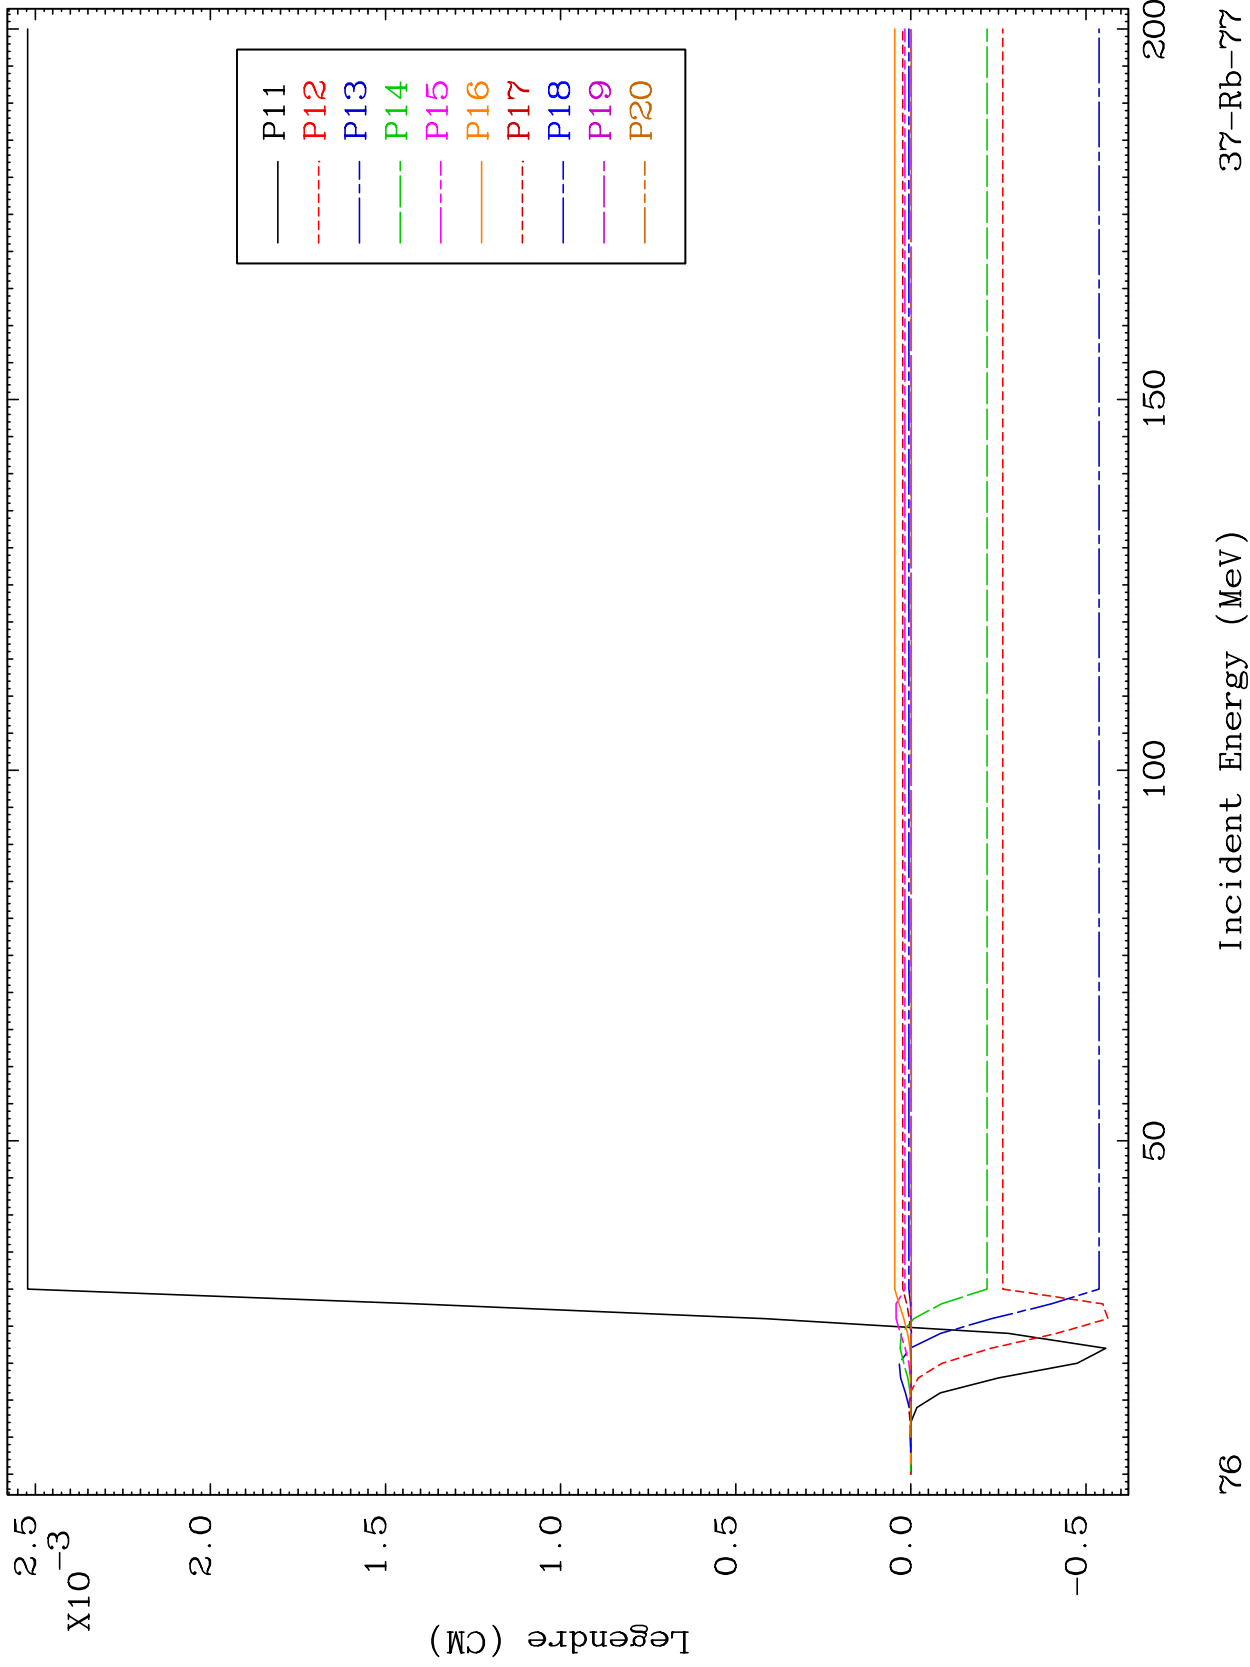 2.5
X10-3
2.0
1.5
1.0
0.5
0.0
-0.5
Legendre (CM)
P11
P12
P13
P14
P15
P16
P17
P18
P19
P20
50
100
150
200
Incident Energy (MeV)
76
37-Rb-77